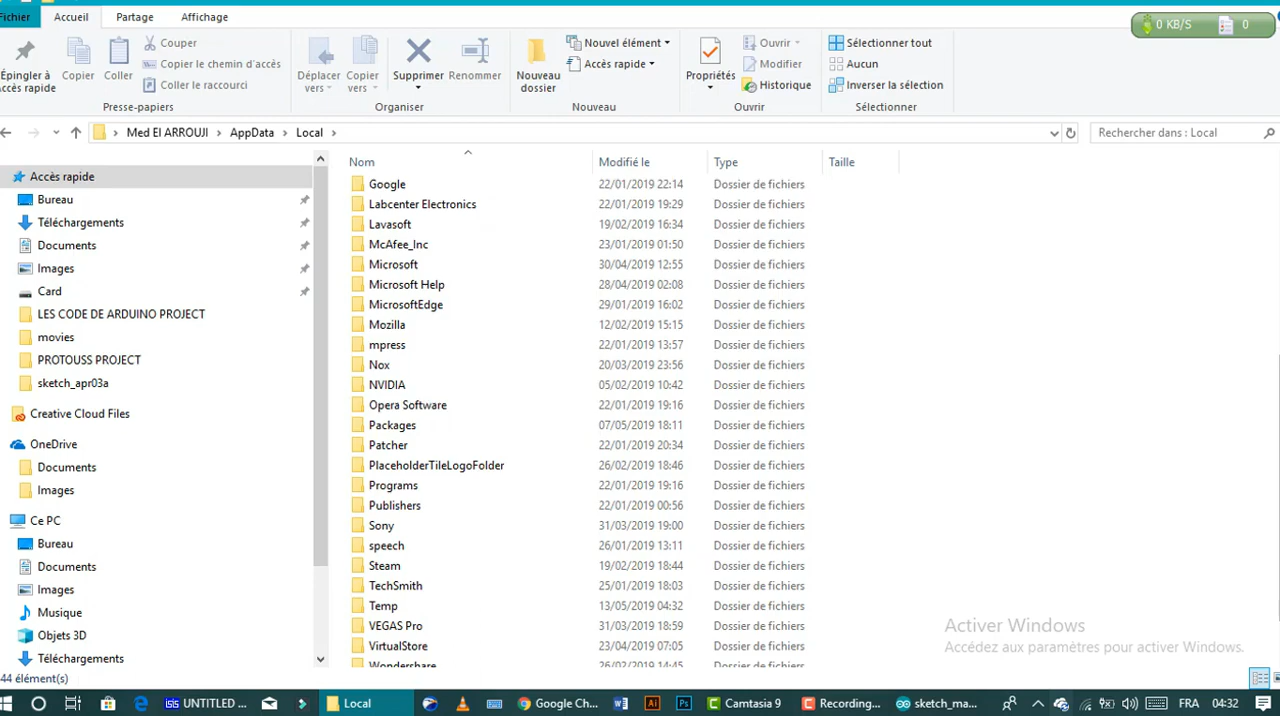 Fichier Accueil Partage Affichage
0 KB/S 0
Épingler à Accès rapide
Copier
Coller
Couper
Copier le chemin d'accès
Coller le raccourci
Presse-papiers
Déplacer vers
Copier vers
Supprimer
Renommer
Organiser
Nouveau dossier
Nouvel élément
Accès rapide
Nouveau
Propriétés
Ouvrir
Modifier
Historique
Ouvrir
Sélectionner tout
Aucun
Inverser la sélection
Sélectionner
Med El ARROUJI > AppData > Local >
Rechercher dans : Local
Accès rapide
Bureau
Téléchargements
Documents
Images
Card
LES CODE DE ARDUINO PROJECT
movies
PROTOUSS PROJECT
sketch_apr03a
Creative Cloud Files
OneDrive
Documents
Images
Ce PC
Bureau
Documents
Images
Musique
Objets 3D
Téléchargements
Nom Modifié le Type Taille
Google 22/01/2019 22:14 Dossier de fichiers
Labcenter Electronics 22/01/2019 19:29 Dossier de fichiers
Lavasoft 19/02/2019 16:34 Dossier de fichiers
McAfee_Inc 23/01/2019 01:50 Dossier de fichiers
Microsoft 30/04/2019 12:55 Dossier de fichiers
Microsoft Help 28/04/2019 02:08 Dossier de fichiers
MicrosoftEdge 29/01/2019 16:02 Dossier de fichiers
Mozilla 12/02/2019 15:15 Dossier de fichiers
mpress 22/01/2019 13:57 Dossier de fichiers
Nox 20/03/2019 23:56 Dossier de fichiers
NVIDIA 05/02/2019 10:42 Dossier de fichiers
Opera Software 22/01/2019 19:16 Dossier de fichiers
Packages 07/05/2019 18:11 Dossier de fichiers
Patcher 22/01/2019 20:34 Dossier de fichiers
PlaceholderTileLogoFolder 26/02/2019 18:46 Dossier de fichiers
Programs 22/01/2019 19:16 Dossier de fichiers
Publishers 22/01/2019 00:56 Dossier de fichiers
Sony 31/03/2019 19:00 Dossier de fichiers
speech 26/01/2019 13:11 Dossier de fichiers
Steam 19/02/2019 18:44 Dossier de fichiers
TechSmith 25/01/2019 18:03 Dossier de fichiers
Temp 13/05/2019 04:32 Dossier de fichiers
VEGAS Pro 31/03/2019 18:59 Dossier de fichiers
VirtualStore 23/04/2019 07:05 Dossier de fichiers
Wondershare 26/02/2019 14:45 Dossier de fichiers
Activer Windows
Accédez aux paramètres pour activer Windows.
44 élément(s)
ISIS UNTITLED ... Local Google Ch... Ai Ps Camtasia 9 Recording... sketch_ma... FRA 04:32